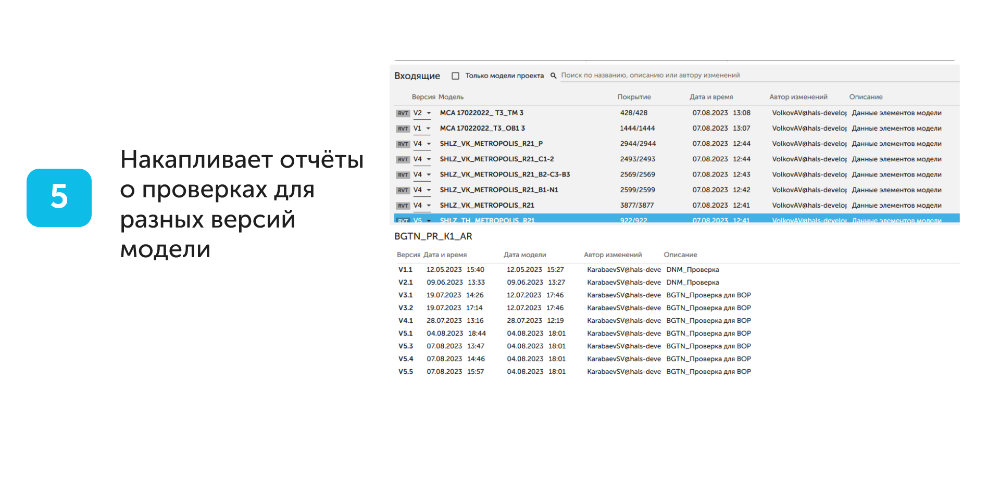 5
Накапливает отчёты
о проверках для
разных версий
модели
Входящие Только модели проекта Поиск по названию, описанию или автору изменений
Версия Модель Покрытие Дата и время Автор изменений Описание
RVT V2 MCA 17022022_ T3_TM 3 428/428 07.08.2023 13:08 VolkovAV@hals-develop Данные элементов модели
RVT V1 MCA 17022022_T3_OB1 3 1444/1444 07.08.2023 13:07 VolkovAV@hals-develop Данные элементов модели
RVT V4 SHLZ_VK_METROPOLIS_R21_P 2944/2944 07.08.2023 12:44 VolkovAV@hals-develop Данные элементов модели
RVT V4 SHLZ_VK_METROPOLIS_R21_C1-2 2493/2493 07.08.2023 12:44 VolkovAV@hals-develop Данные элементов модели
RVT V4 SHLZ_VK_METROPOLIS_R21_B2-C3-B3 2569/2569 07.08.2023 12:43 VolkovAV@hals-develop Данные элементов модели
RVT V4 SHLZ_VK_METROPOLIS_R21_B1-N1 2599/2599 07.08.2023 12:42 VolkovAV@hals-develop Данные элементов модели
RVT V4 SHLZ_VK_METROPOLIS_R21 3877/3877 07.08.2023 12:41 VolkovAV@hals-develop Данные элементов модели
RVT V5 SHLZ_TH_METROPOLIS_R21 922/922 07.08.2023 12:41 VolkovAV@hals-develop Данные элементов модели
BGTN_PR_K1_AR
Версия Дата и время Дата модели Автор изменений Описание
V1.1 12.05.2023 15:40 12.05.2023 15:27 KarabaevSV@hals-deve DNM_Проверка
V2.1 09.06.2023 13:33 09.06.2023 13:27 KarabaevSV@hals-deve DNM_Проверка
V3.1 19.07.2023 14:26 12.07.2023 17:46 KarabaevSV@hals-deve BGTN_Проверка для ВОР
V3.2 19.07.2023 17:14 12.07.2023 17:46 KarabaevSV@hals-deve BGTN_Проверка для ВОР
V4.1 28.07.2023 13:16 28.07.2023 12:19 KarabaevSV@hals-deve BGTN_Проверка для ВОР
V5.1 04.08.2023 18:44 04.08.2023 18:01 KarabaevSV@hals-deve BGTN_Проверка для ВОР
V5.3 07.08.2023 13:47 04.08.2023 18:01 KarabaevSV@hals-deve BGTN_Проверка для ВОР
V5.4 07.08.2023 14:46 04.08.2023 18:01 KarabaevSV@hals-deve BGTN_Проверка для ВОР
V5.5 07.08.2023 15:57 04.08.2023 18:01 KarabaevSV@hals-deve BGTN_Проверка для ВОР